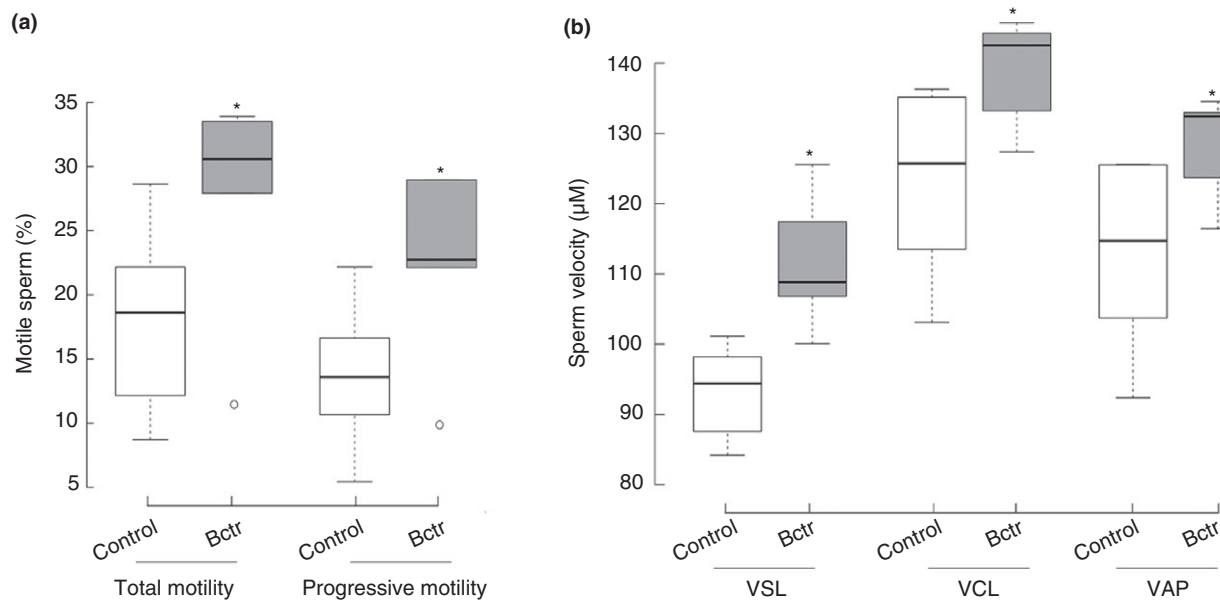 (a)
Motile sperm (%)
35
30
25
20
15
10
5
*
*
Control
Bctr
Control
Bctr
Total motility
Progressive motility
(b)
Sperm velocity (µM)
140
130
120
110
100
90
80
*
*
*
Control
Bctr
Control
Bctr
Control
Bctr
VSL
VCL
VAP